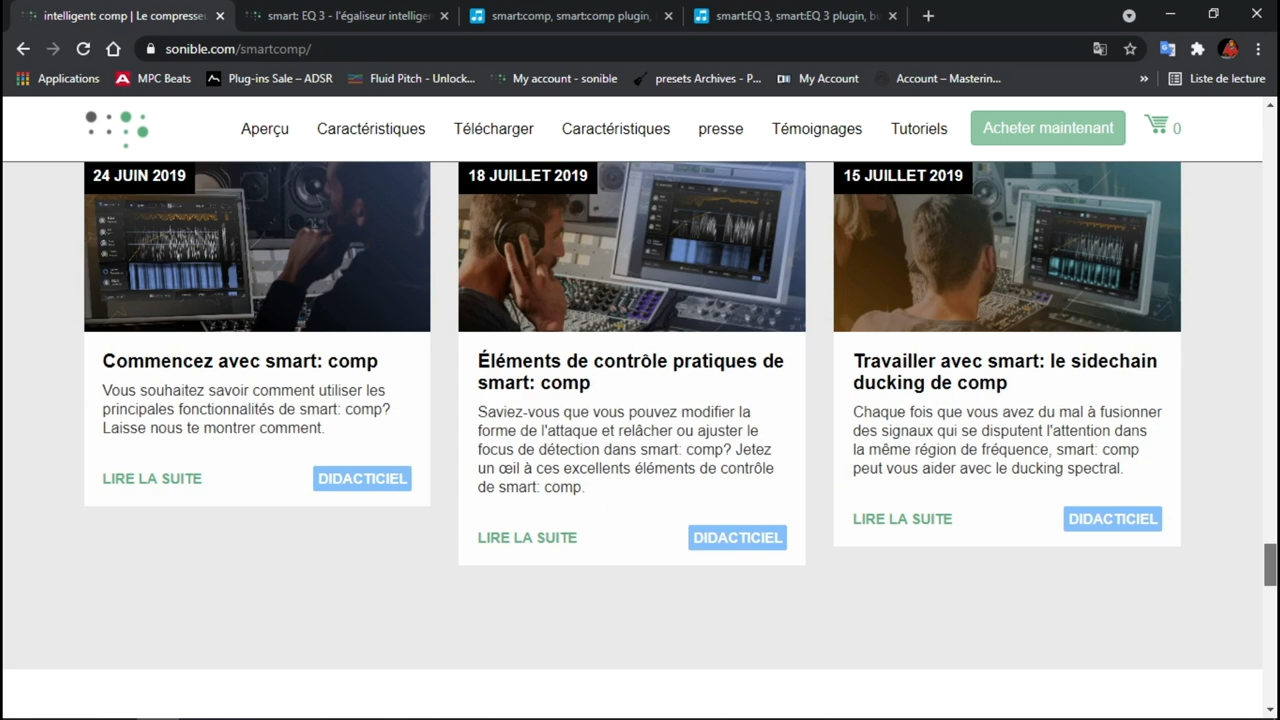 intelligent: comp | Le compresseu
smart: EQ 3 - l'égaliseur intelligen
smart:comp, smart:comp plugin,
smart:EQ 3, smart:EQ 3 plugin, bu
sonible.com/smartcomp/
Applications
MPC Beats
Plug-ins Sale – ADSR
Fluid Pitch - Unlock...
My account - sonible
presets Archives - P...
My Account
Account – Masterin...
»
Liste de lecture
Aperçu
Caractéristiques
Télécharger
Caractéristiques
presse
Témoignages
Tutoriels
Acheter maintenant
0
24 JUIN 2019
Commencez avec smart: comp
Vous souhaitez savoir comment utiliser les
principales fonctionnalités de smart: comp?
Laisse nous te montrer comment.
LIRE LA SUITE
DIDACTICIEL
18 JUILLET 2019
Éléments de contrôle pratiques de
smart: comp
Saviez-vous que vous pouvez modifier la
forme de l'attaque et relâcher ou ajuster le
focus de détection dans smart: comp? Jetez
un œil à ces excellents éléments de contrôle
de smart: comp.
LIRE LA SUITE
DIDACTICIEL
15 JUILLET 2019
Travailler avec smart: le sidechain
ducking de comp
Chaque fois que vous avez du mal à fusionner
des signaux qui se disputent l'attention dans
la même région de fréquence, smart: comp
peut vous aider avec le ducking spectral.
LIRE LA SUITE
DIDACTICIEL